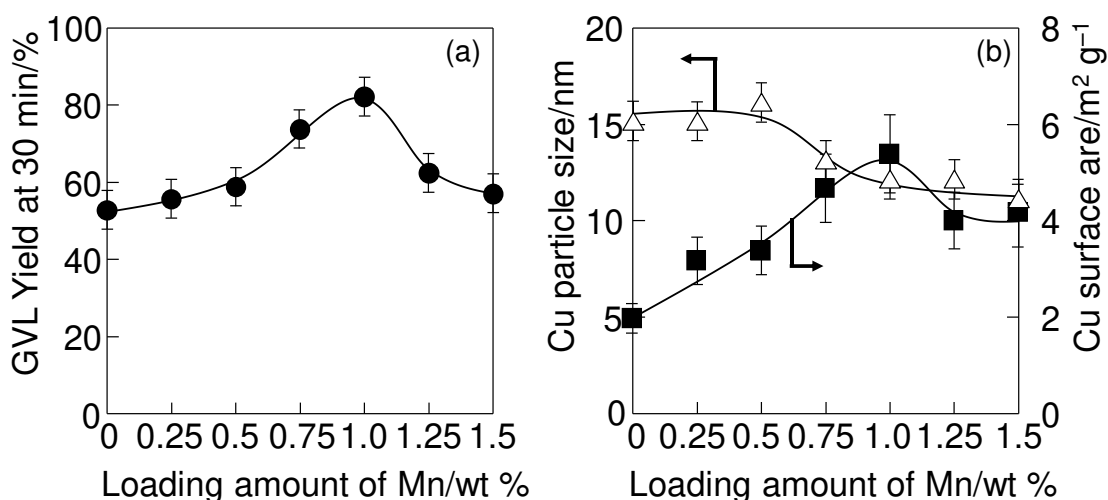 (a)
GVL Yield at 30 min/%
100
80
60
40
20
0
0 0.25 0.5 0.75 1.0 1.25 1.5
Loading amount of Mn/wt %
(b)
Cu particle size/nm
20
15
10
5
0
Cu surface are/m² g⁻¹
8
6
4
2
0
0 0.25 0.5 0.75 1.0 1.25 1.5
Loading amount of Mn/wt %